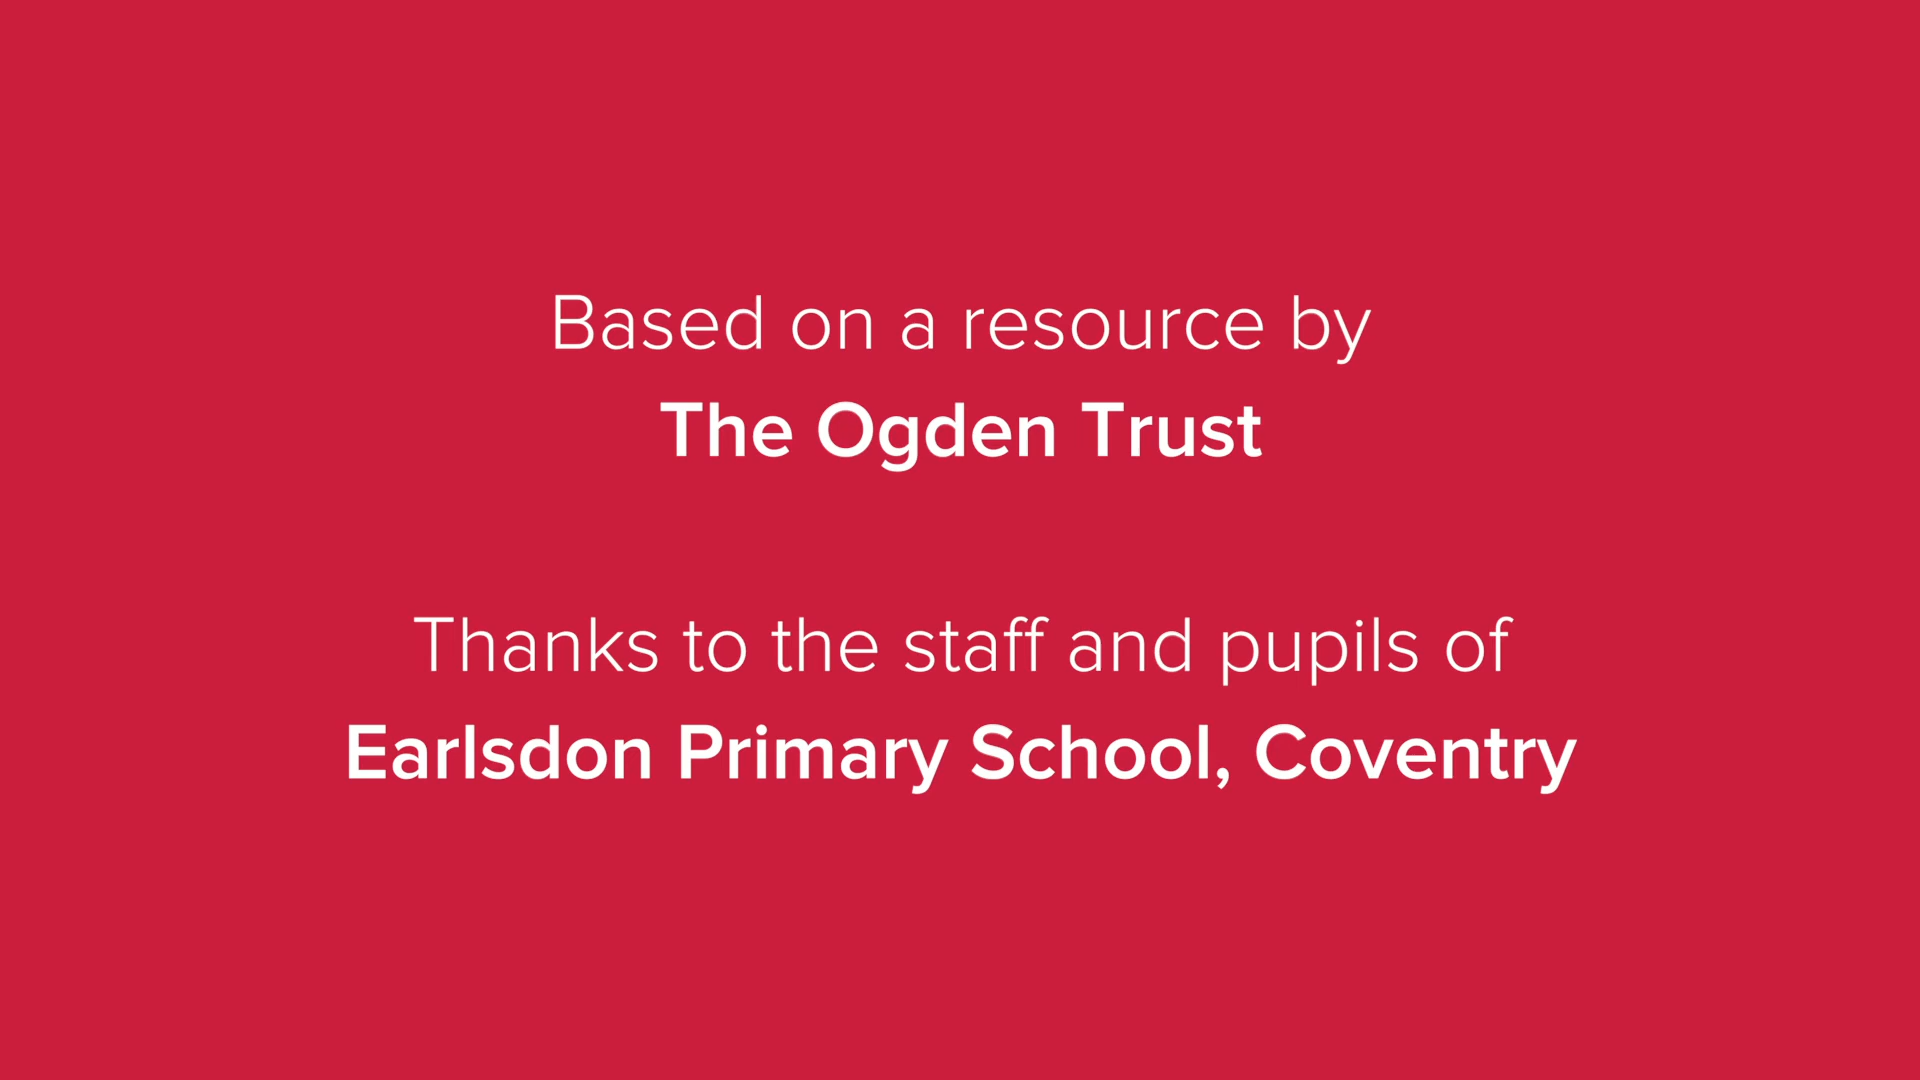 Based on a resource by
The Ogden Trust
Thanks to the staff and pupils of
Earlsdon Primary School, Coventry